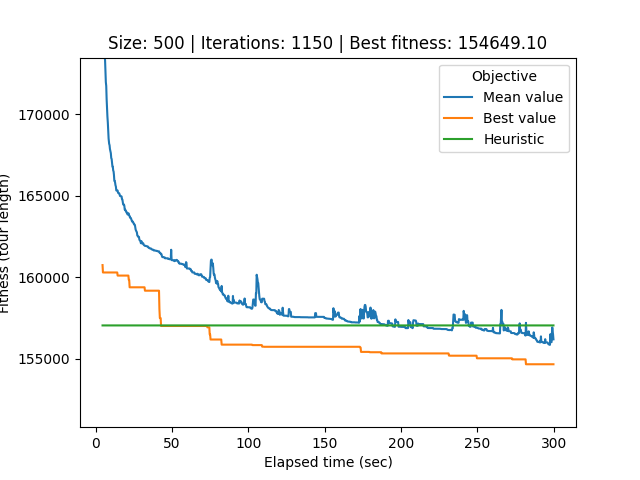 Size: 500 | Iterations: 1150 | Best fitness: 154649.10
Objective
Mean value
Best value
Heuristic
170000
165000
160000
155000
Fitness (tour length)
0 50 100 150 200 250 300
Elapsed time (sec)